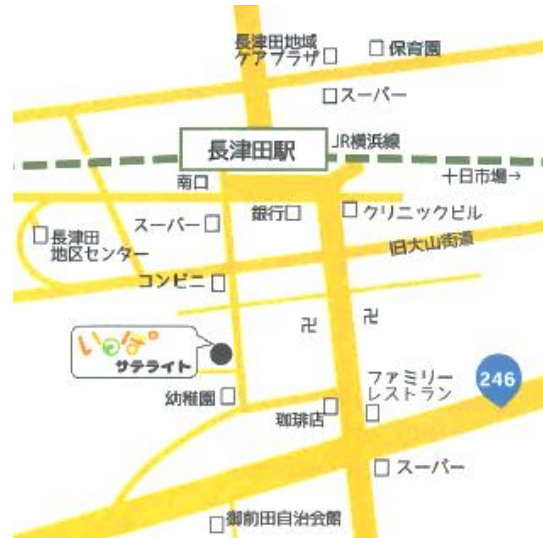 長津田地域
ケアプラザ
保育園
スーパー
長津田駅
JR横浜線
南口
十日市場→
銀行
クリニックビル
スーパー
長津田
地区センター
旧大山街道
コンビニ
卍
卍
いっぽ
サテライト
ファミリー
レストラン
246
幼稚園
珈琲店
スーパー
御前田自治会館